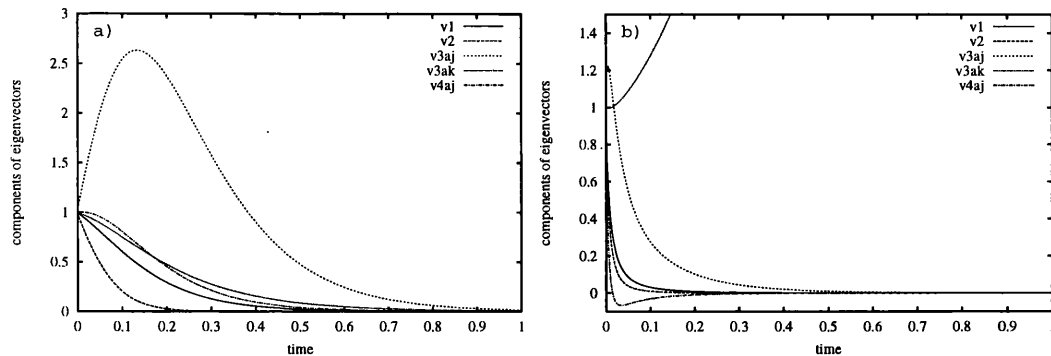 a)
components of eigenvectors
3
2.5
2
1.5
1
0.5
0
0 0.1 0.2 0.3 0.4 0.5 0.6 0.7 0.8 0.9 1
time
v1
v2
v3aj
v3ak
v4aj
b)
components of eigenvectors
1.4
1.2
1
0.8
0.6
0.4
0.2
0
0 0.1 0.2 0.3 0.4 0.5 0.6 0.7 0.8 0.9
time
v1
v2
v3aj
v3ak
v4aj